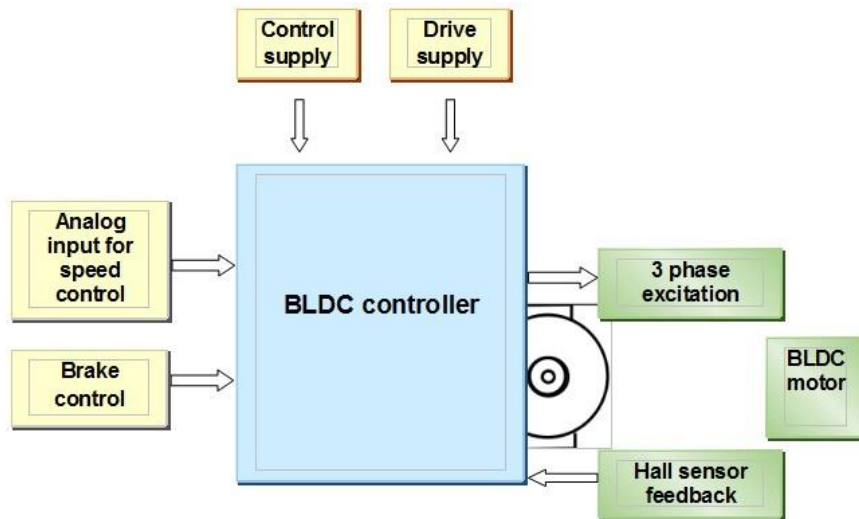 Control
supply
Drive
supply
Analog
input for
speed
control
BLDC controller
3 phase
excitation
Brake
control
BLDC
motor
Hall sensor
feedback